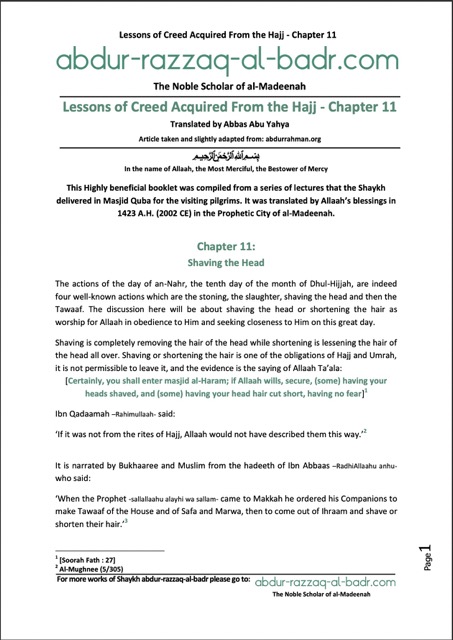 Lessons of Creed Acquired From the Hajj - Chapter 11
abdur-razzaq-al-badr.com
The Noble Scholar of al-Madeenah
Lessons of Creed Acquired From the Hajj - Chapter 11
Translated by Abbas Abu Yahya
Article taken and slightly adapted from: abdurrahman.org
بِسْمِ اللَّهِ الرَّحْمَٰنِ الرَّحِيمِ
In the name of Allaah, the Most Merciful, the Bestower of Mercy
This Highly beneficial booklet was compiled from a series of lectures that the Shaykh
delivered in Masjid Quba for the visiting pilgrims. It was translated by Allaah's blessings in
1423 A.H. (2002 CE) in the Prophetic City of al-Madeenah.
Chapter 11:
Shaving the Head
The actions of the day of an-Nahr, the tenth day of the month of Dhul-Hijjah, are indeed
four well-known actions which are the stoning, the slaughter, shaving the head and then the
Tawaaf. The discussion here will be about shaving the head or shortening the hair as
worship for Allaah in obedience to Him and seeking closeness to Him on this great day.
Shaving is completely removing the hair of the head while shortening is lessening the hair of
the head all over. Shaving or shortening the hair is one of the obligations of Hajj and Umrah,
it is not permissible to leave it, and the evidence is the saying of Allaah Ta'ala:
[Certainly, you shall enter masjid al-Haram; if Allaah wills, secure, (some) having your
heads shaved, and (some) having your head hair cut short, having no fear]1
Ibn Qadaamah –Rahimullaah- said:
'If it was not from the rites of Hajj, Allaah would not have described them this way.'2
It is narrated by Bukhaaree and Muslim from the hadeeth of Ibn Abbaas –RadhiAllaahu anhu-
who said:
'When the Prophet -sallallaahu alayhi wa sallam- came to Makkah he ordered his Companions to
make Tawaaf of the House and of Safa and Marwa, then to come out of Ihraam and shave or
shorten their hair.'3
1 [Soorah Fath : 27]
2 Al-Mughnee (5/305)
For more works of Shaykh abdur-razzaq-al-badr please go to: abdur-razzaq-al-badr.com
The Noble Scholar of al-Madeenah
Page 1